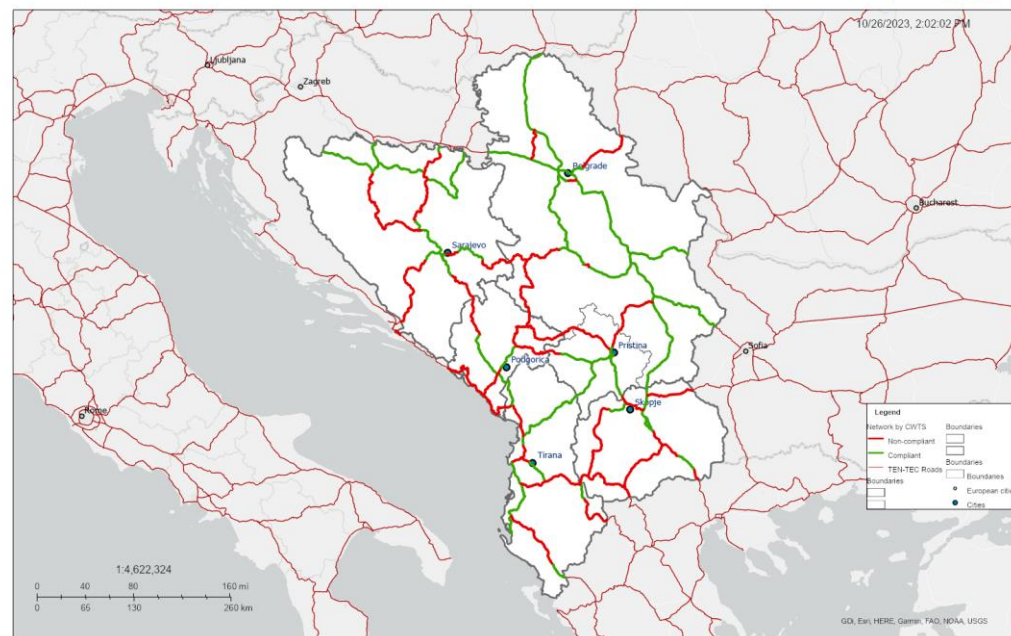 10/26/2023, 2:02:02 PM
Ljubljana
Zagreb
Belgrade
Bucharest
Sarajevo
Pristina
Sofia
Podgorica
Rome
Skopje
Tirana
Legend
Network by CWTS
Non-compliant
Compliant
TEN-TEC Roads
Boundaries
Boundaries
Boundaries
Boundaries
European citie
Cities
1:4,622,324
0 40 80 160 mi
0 65 130 260 km
GDi, Esri, HERE, Garmin, FAO, NOAA, USGS